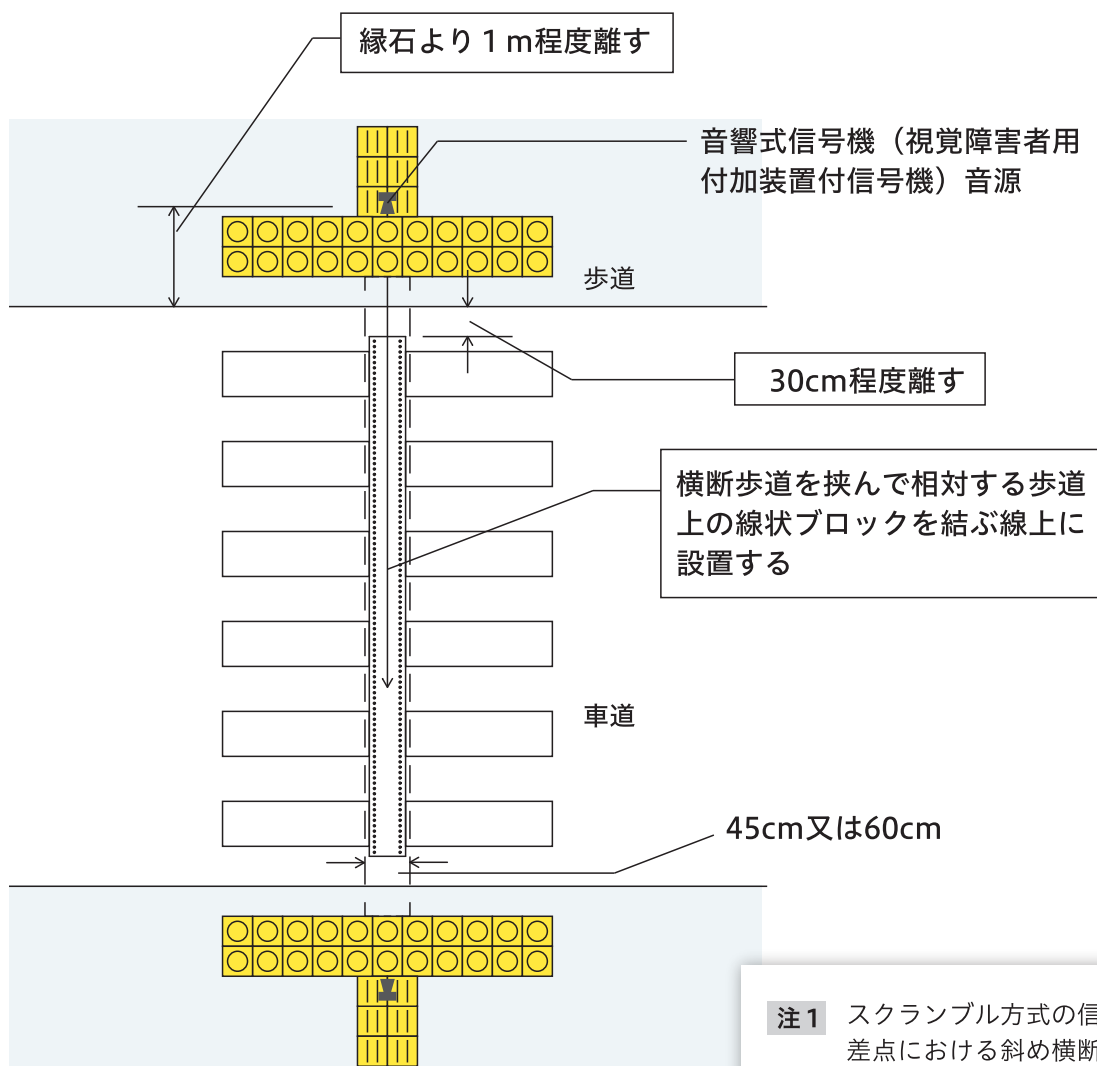 縁石より１ｍ程度離す
音響式信号機（視覚障害者用
付加装置付信号機）音源
歩道
30cm程度離す
横断歩道を挟んで相対する歩道
上の線状ブロックを結ぶ線上に
設置する
車道
45cm又は60cm
注1 スクランブル方式の信
差点における斜め横断